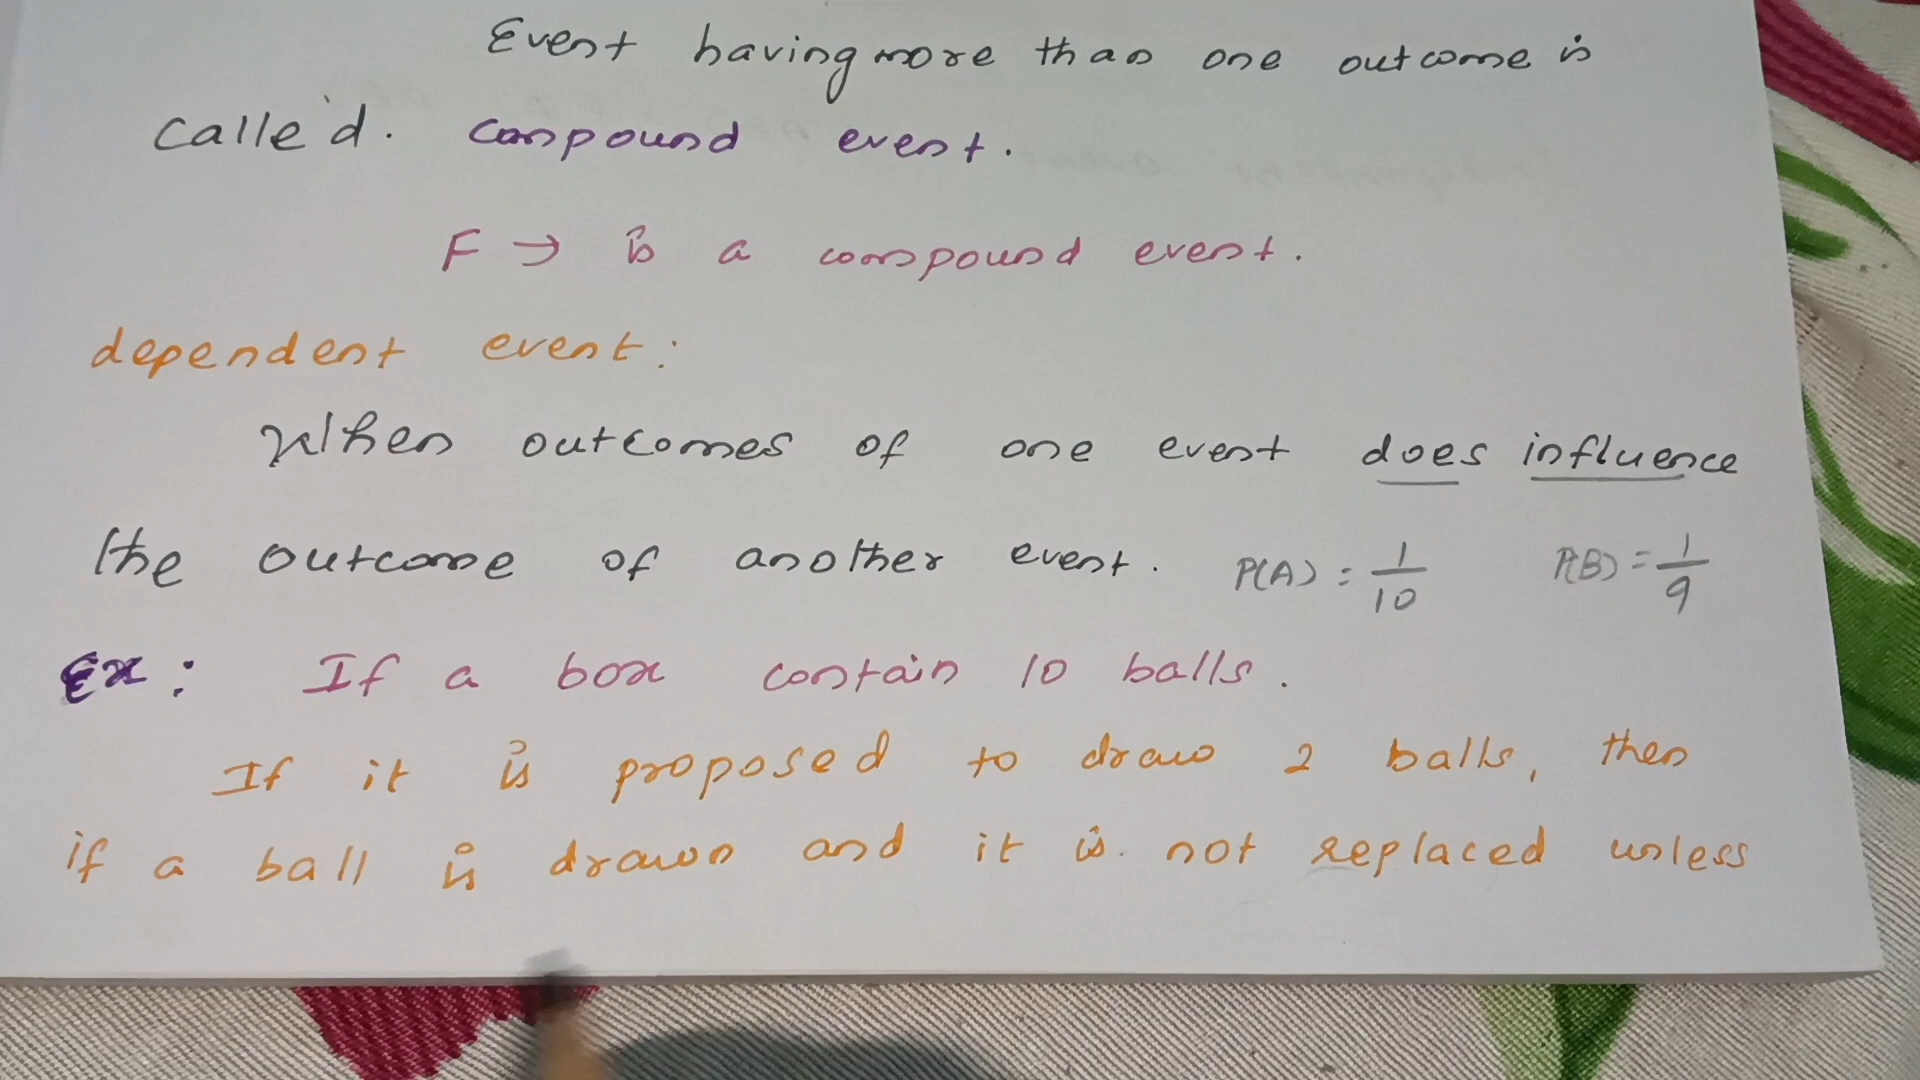 Event having more than one outcome is
called. compound event.
F → is a compound event.
dependent event:
When outcomes of one event does influence
the outcome of another event. P(A) = 1/10 P(B) = 1/9
Ex: If a box contain 10 balls.
If it is proposed to draw 2 balls, then
if a ball is drawn and it is not replaced unless